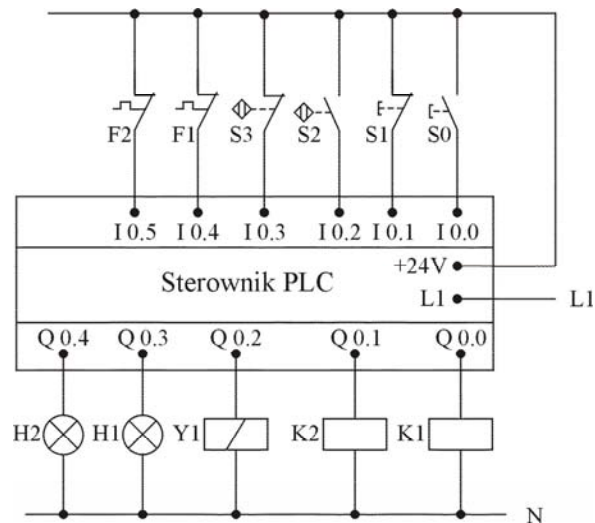 F2 F1 S3 S2 S1 S0
I 0.5 I 0.4 I 0.3 I 0.2 I 0.1 I 0.0
+24V
Sterownik PLC
L1 L1
Q 0.4 Q 0.3 Q 0.2 Q 0.1 Q 0.0
H2 H1 Y1 K2 K1
N